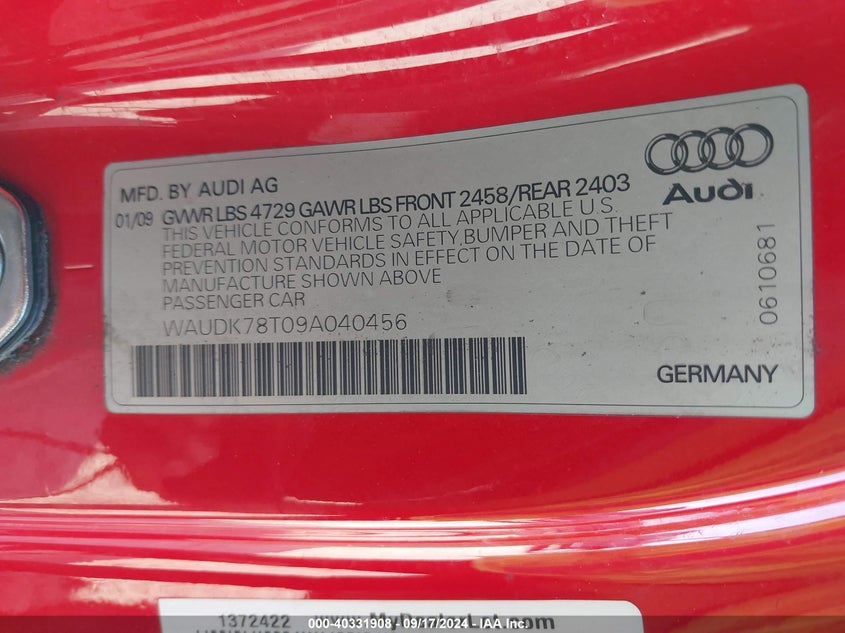 MFD. BY AUDI AG
01/09 GVWR LBS 4729 GAWR LBS FRONT 2458/REAR 2403
THIS VEHICLE CONFORMS TO ALL APPLICABLE U.S.
FEDERAL MOTOR VEHICLE SAFETY,BUMPER AND THEFT
PREVENTION STANDARDS IN EFFECT ON THE DATE OF
MANUFACTURE SHOWN ABOVE
PASSENGER CAR
WAUDK78T09A040456
Audi
0610681
GERMANY
1372422
000-40331908 - 09/17/2024 - IAA Inc.